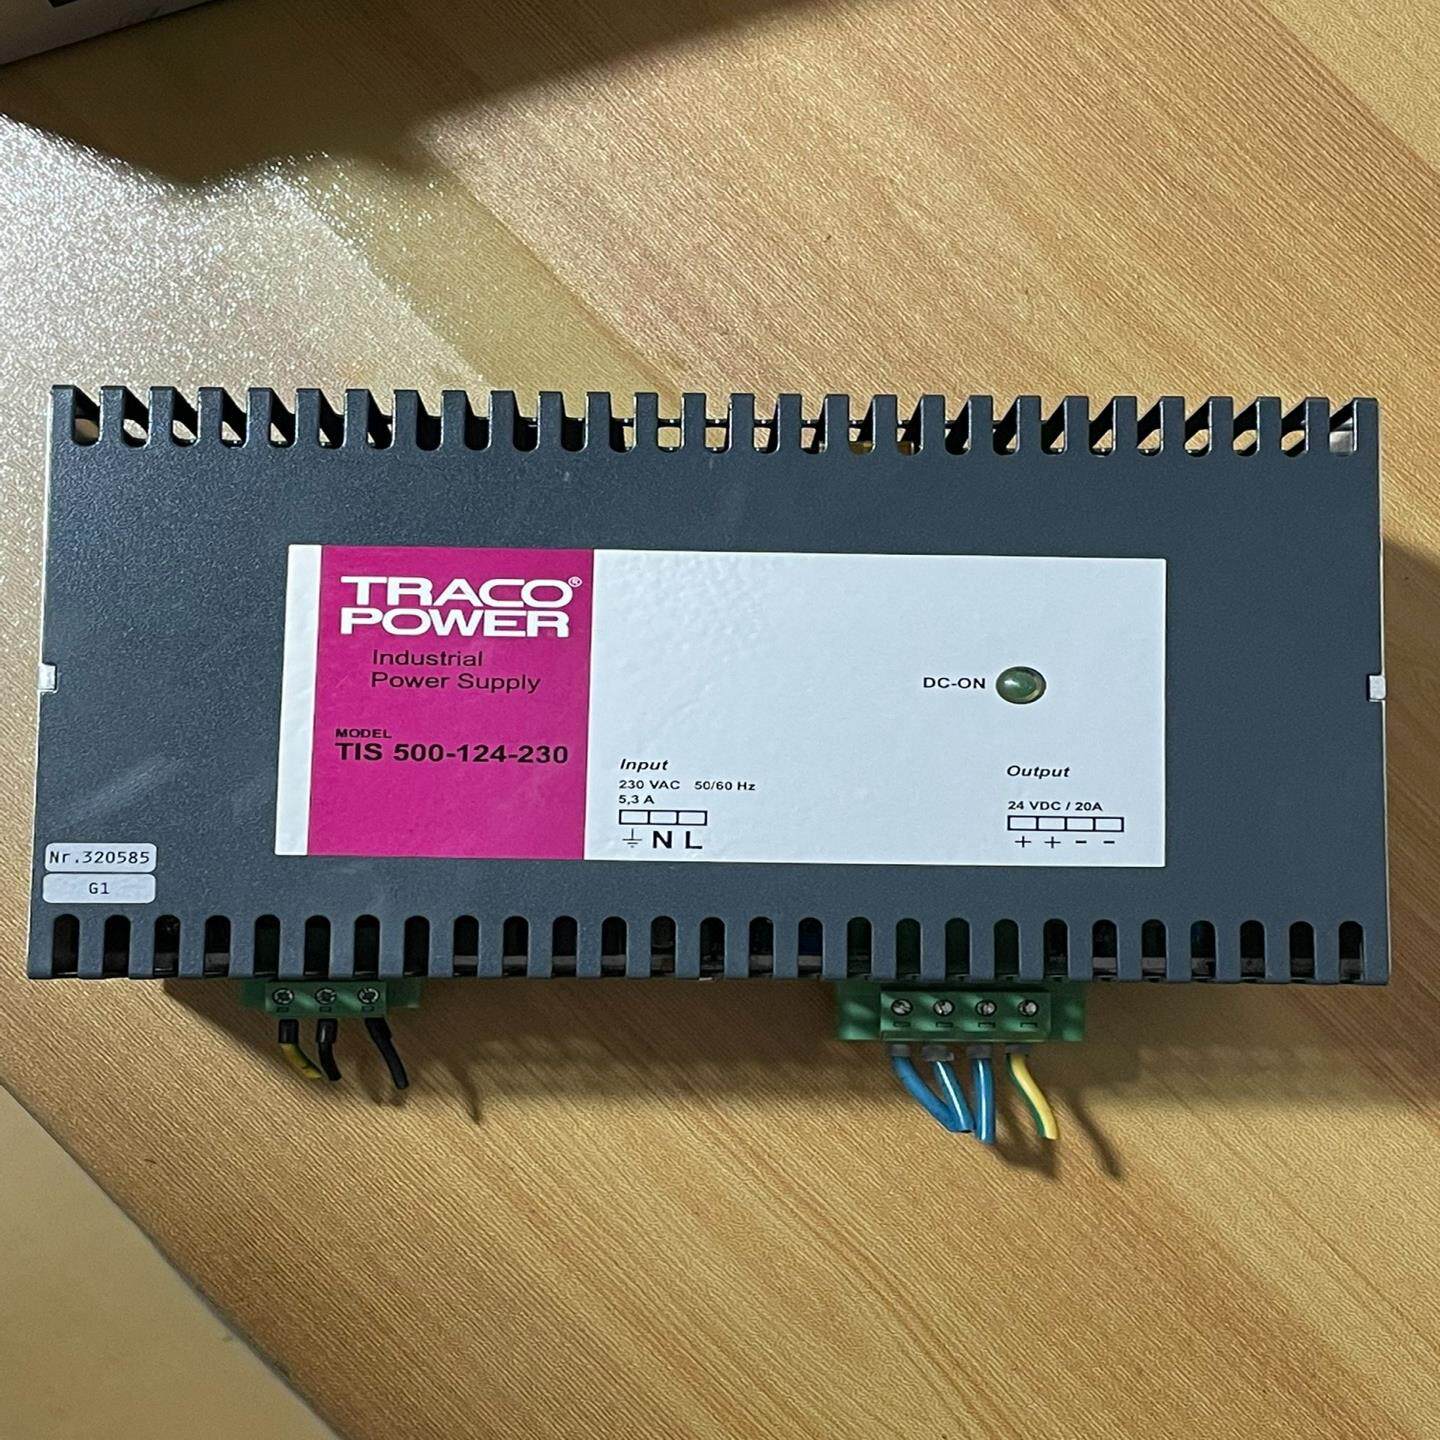 TRACO®
POWER
Industrial
Power Supply
MODEL
TIS 500-124-230
DC-ON
Input
230 VAC 50/60 Hz
5,3 A
N L
Output
24 VDC / 20A
+ + - -
Nr.320585
G1